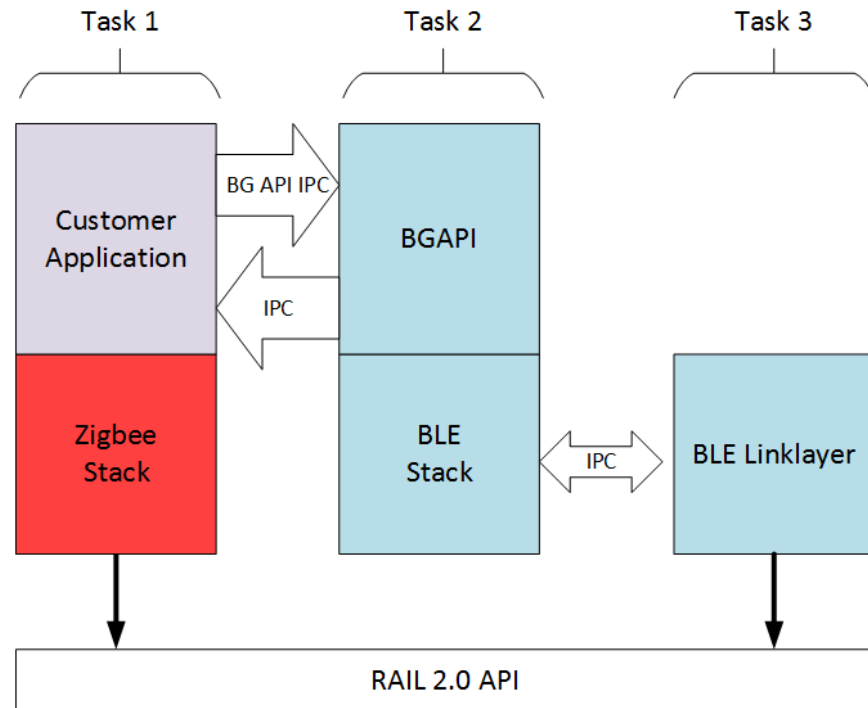 Task 1
Task 2
Task 3
Customer
Application
BG API IPC
IPC
BGAPI
Zigbee
Stack
BLE
Stack
IPC
BLE Linklayer
RAIL 2.0 API